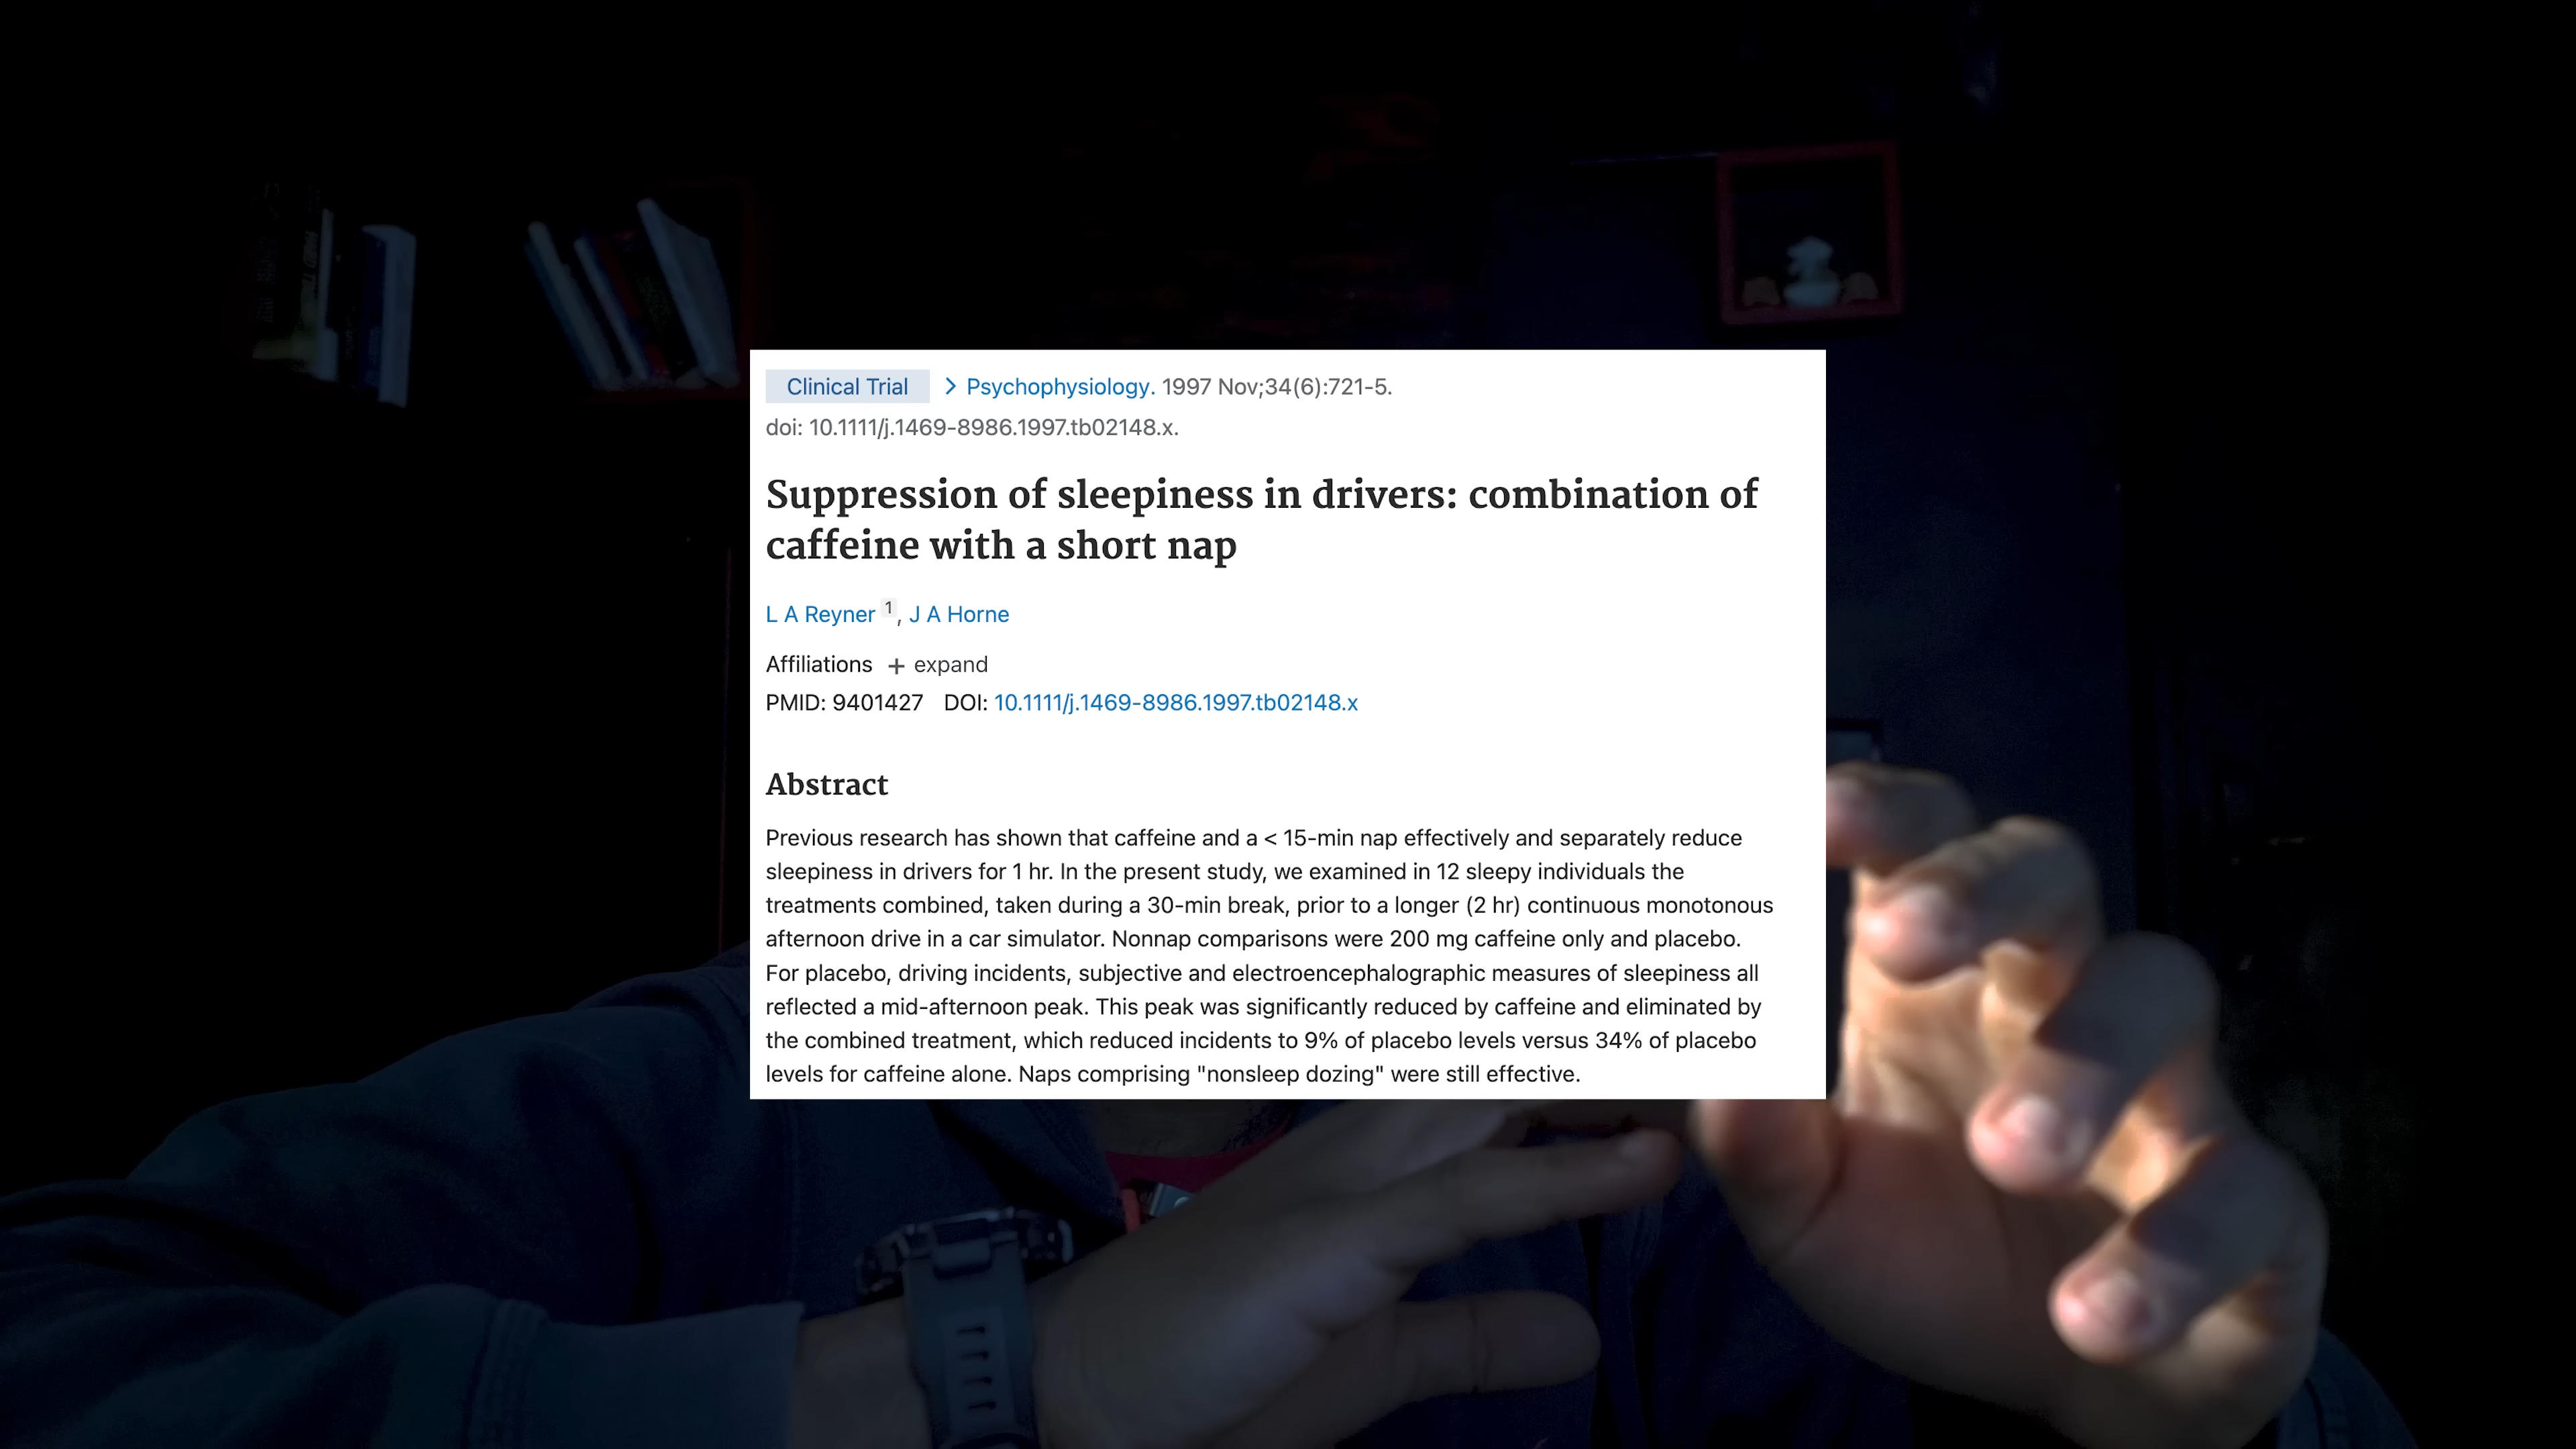 Clinical Trial > Psychophysiology. 1997 Nov;34(6):721-5.
doi: 10.1111/j.1469-8986.1997.tb02148.x.
Suppression of sleepiness in drivers: combination of
caffeine with a short nap
L A Reyner 1, J A Horne
Affiliations + expand
PMID: 9401427 DOI: 10.1111/j.1469-8986.1997.tb02148.x
Abstract
Previous research has shown that caffeine and a < 15-min nap effectively and separately reduce
sleepiness in drivers for 1 hr. In the present study, we examined in 12 sleepy individuals the
treatments combined, taken during a 30-min break, prior to a longer (2 hr) continuous monotonous
afternoon drive in a car simulator. Nonnap comparisons were 200 mg caffeine only and placebo.
For placebo, driving incidents, subjective and electroencephalographic measures of sleepiness all
reflected a mid-afternoon peak. This peak was significantly reduced by caffeine and eliminated by
the combined treatment, which reduced incidents to 9% of placebo levels versus 34% of placebo
levels for caffeine alone. Naps comprising "nonsleep dozing" were still effective.